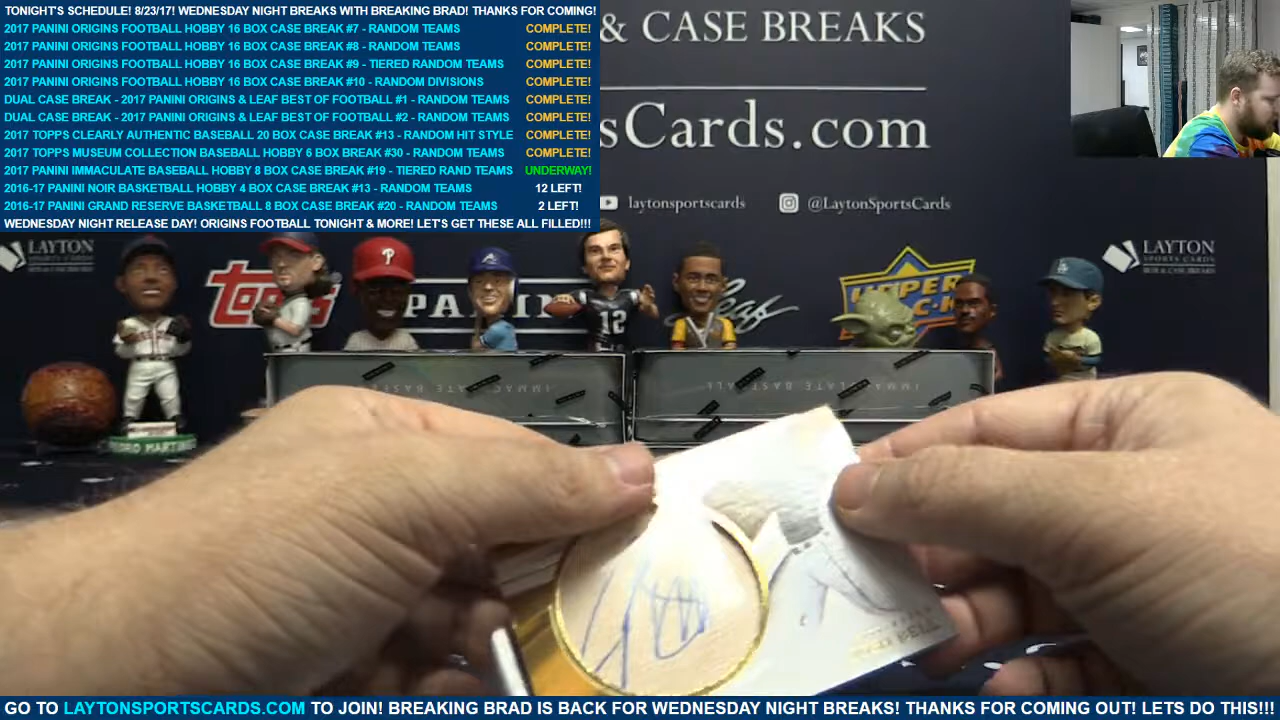 TONIGHT'S SCHEDULE! 8/23/17! WEDNESDAY NIGHT BREAKS WITH BREAKING BRAD! THANKS FOR COMING!
2017 PANINI ORIGINS FOOTBALL HOBBY 16 BOX CASE BREAK #7 - RANDOM TEAMS COMPLETE!
2017 PANINI ORIGINS FOOTBALL HOBBY 16 BOX CASE BREAK #8 - RANDOM TEAMS COMPLETE!
2017 PANINI ORIGINS FOOTBALL HOBBY 16 BOX CASE BREAK #9 - TIERED RANDOM TEAMS COMPLETE!
2017 PANINI ORIGINS FOOTBALL HOBBY 16 BOX CASE BREAK #10 - RANDOM DIVISIONS COMPLETE!
DUAL CASE BREAK - 2017 PANINI ORIGINS & LEAF BEST OF FOOTBALL #1 - RANDOM TEAMS COMPLETE!
DUAL CASE BREAK - 2017 PANINI ORIGINS & LEAF BEST OF FOOTBALL #2 - RANDOM TEAMS COMPLETE!
2017 TOPPS CLEARLY AUTHENTIC BASEBALL 20 BOX CASE BREAK #13 - RANDOM HIT STYLE COMPLETE!
2017 TOPPS MUSEUM COLLECTION BASEBALL HOBBY 6 BOX BREAK #30 - RANDOM TEAMS COMPLETE!
2017 PANINI IMMACULATE BASEBALL HOBBY 8 BOX CASE BREAK #19 - TIERED RAND TEAMS UNDERWAY!
2016-17 PANINI NOIR BASKETBALL HOBBY 4 BOX CASE BREAK #13 - RANDOM TEAMS 12 LEFT!
2016-17 PANINI GRAND RESERVE BASKETBALL 8 BOX CASE BREAK #20 - RANDOM TEAMS 2 LEFT!
WEDNESDAY NIGHT RELEASE DAY! ORIGINS FOOTBALL TONIGHT & MORE! LET'S GET THESE ALL FILLED!!!
& CASE BREAKS
sCards.com
laytonsportscards @LaytonSportsCards
LAYTON
LAYTON
SPORTS CARDS
BOX & CASE BREAKS
topps
PANINI
Leaf
UPPER
12
IMMACULATE BASEBALL
IMMACULATE BASEBALL
PEDRO MARTINEZ
GO TO LAYTONSPORTSCARDS.COM TO JOIN! BREAKING BRAD IS BACK FOR WEDNESDAY NIGHT BREAKS! THANKS FOR COMING OUT! LETS DO THIS!!!